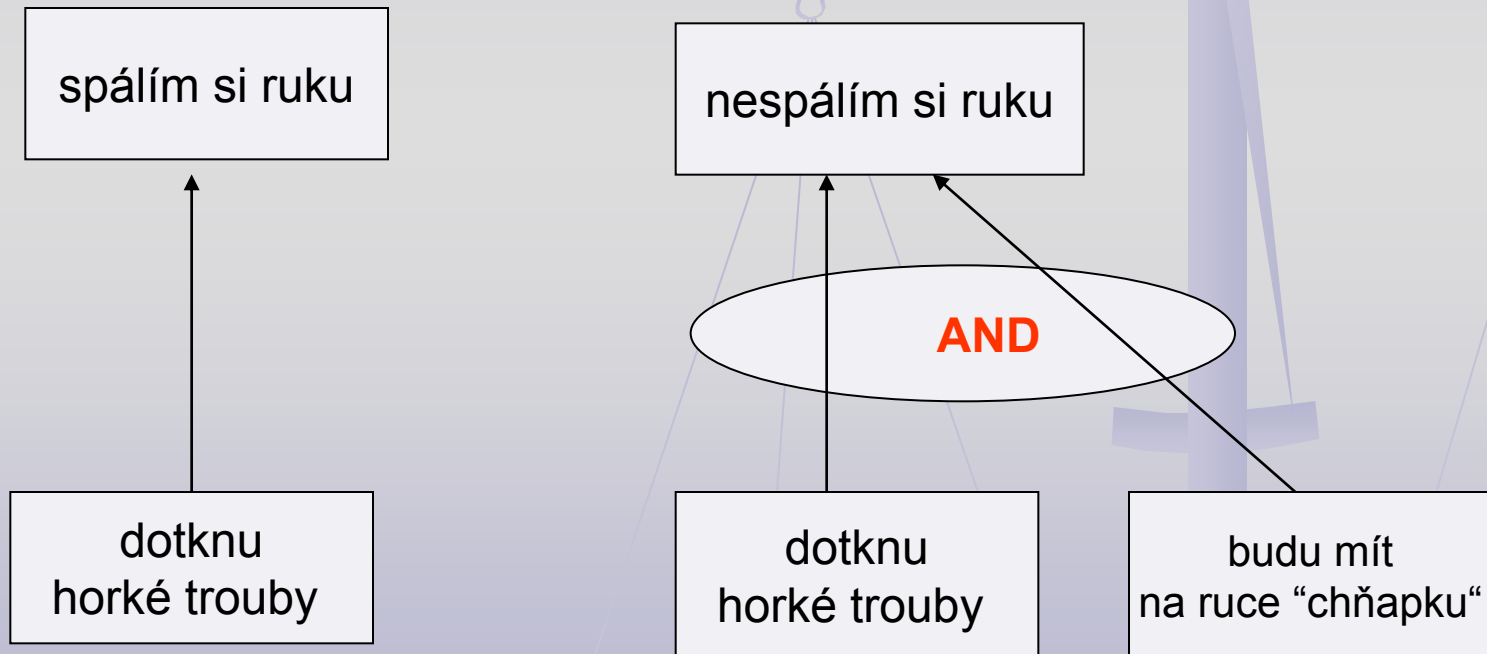 spálím si ruku
nespálím si ruku
AND
dotknu
horké trouby
dotknu
horké trouby
budu mít
na ruce “chňapku“